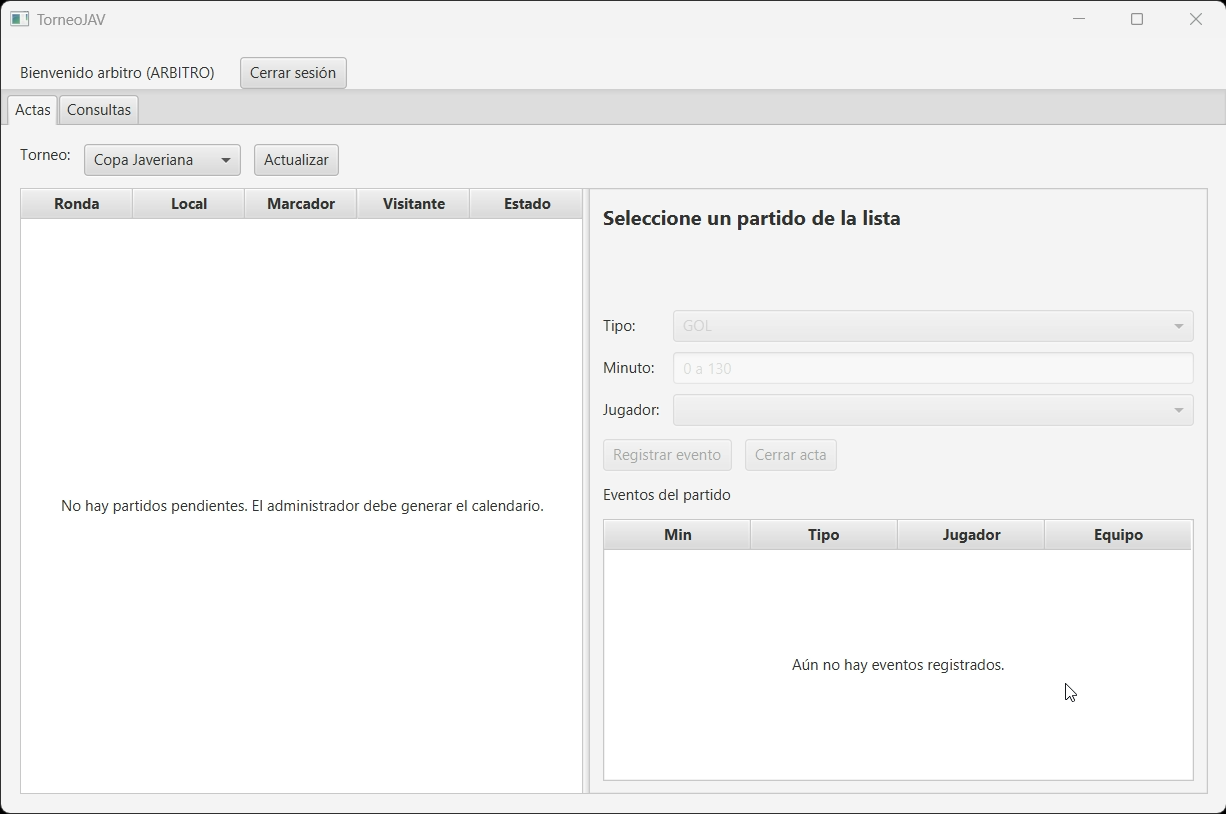 TorneoJAV
Bienvenido arbitro (ARBITRO) Cerrar sesión
Actas Consultas
Torneo: Copa Javeriana Actualizar
Ronda Local Marcador Visitante Estado
No hay partidos pendientes. El administrador debe generar el calendario.
Seleccione un partido de la lista
Tipo: GOL
Minuto: 0 a 130
Jugador:
Registrar evento Cerrar acta
Eventos del partido
Min Tipo Jugador Equipo
Aún no hay eventos registrados.